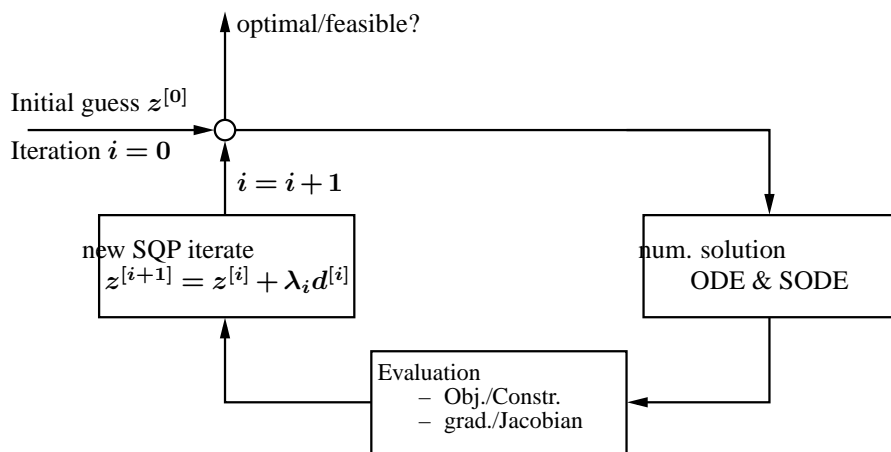 optimal/feasible?
Initial guess z^[0]
Iteration i = 0
i = i + 1
new SQP iterate
z^[i+1] = z^[i] + λ_i d^[i]
num. solution
ODE & SODE
Evaluation
– Obj./Constr.
– grad./Jacobian